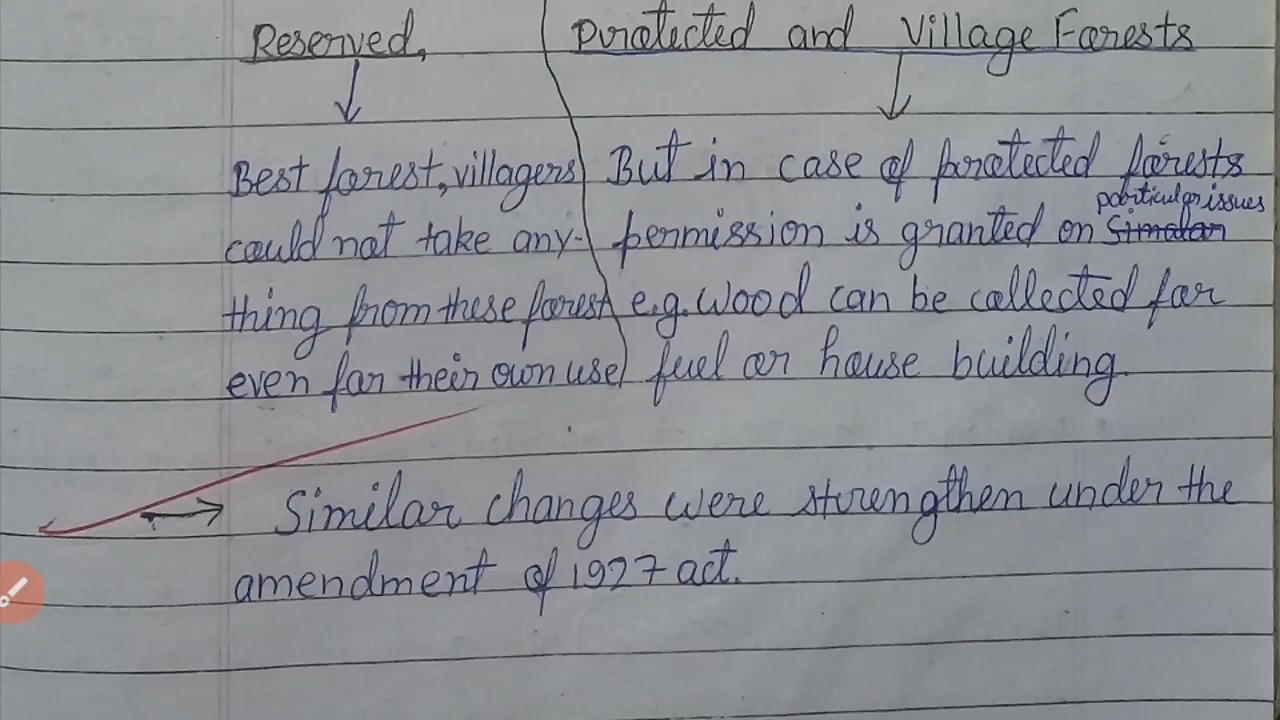 Reserved, Protected and Village Forests
Best forest, villagers But in case of protected forests
particular issues
could not take any- permission is granted on Simalar
thing from these forest e.g. wood can be collected for
even for their own use fuel or house building.
→ Similar changes were strengthen under the
amendment of 1927 act.